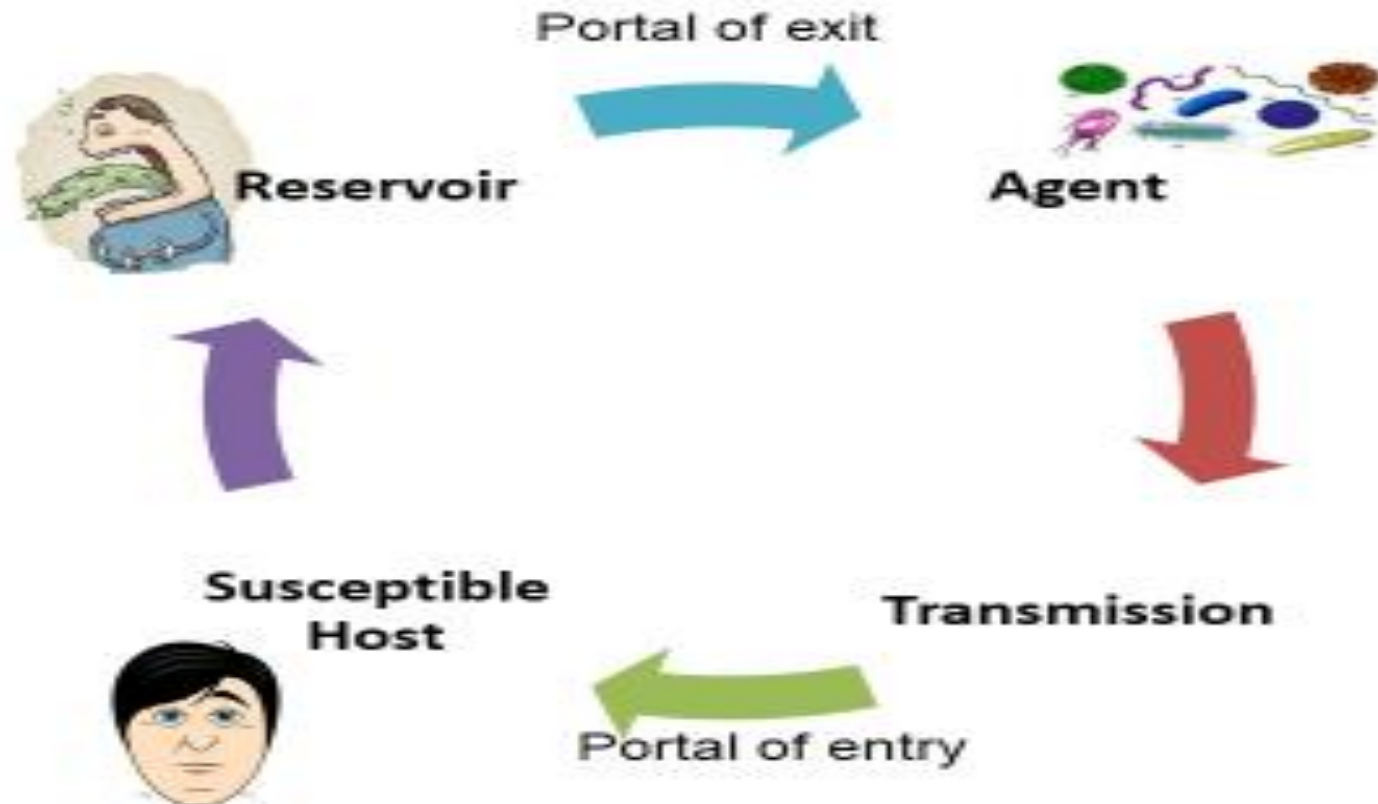 Portal of exit
Reservoir
Agent
Susceptible
Host
Transmission
Portal of entry